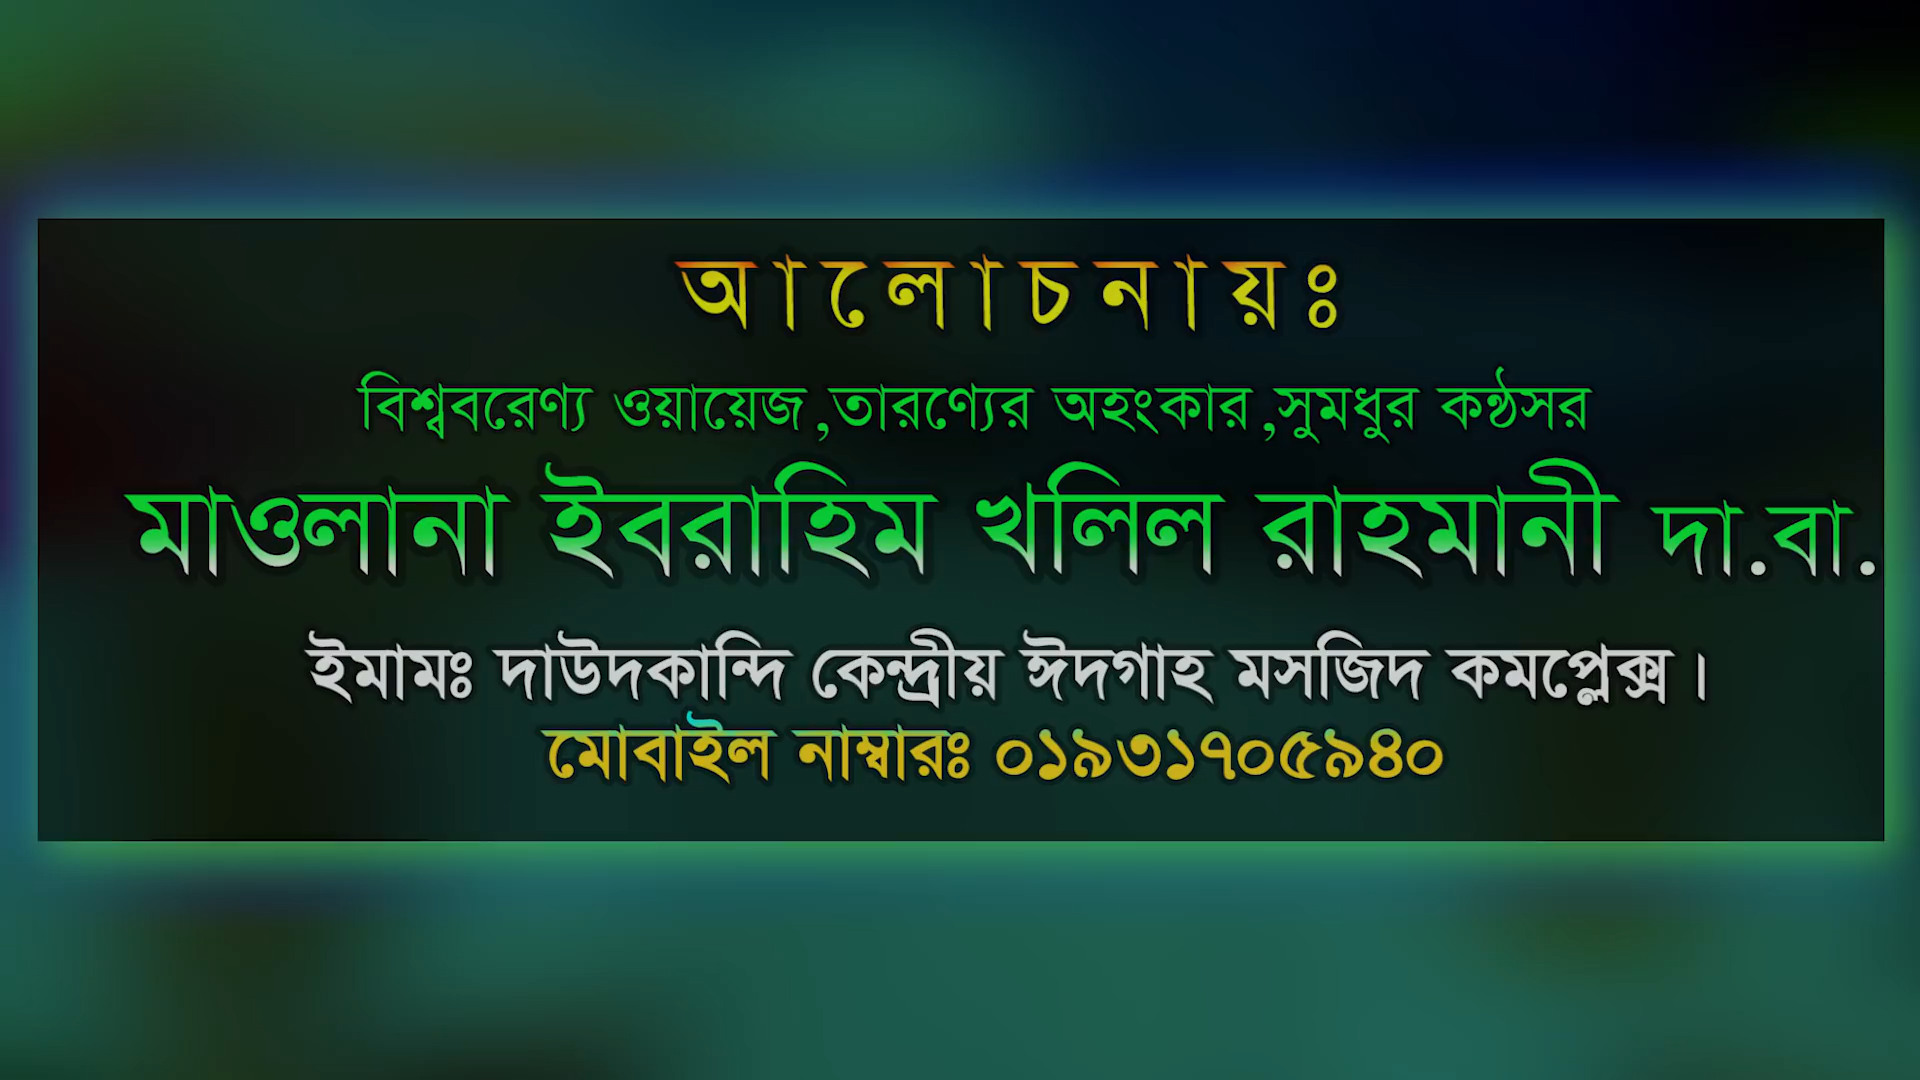 আলোচনায়ঃ
বিশ্ববরেণ্য ওয়ায়েজ,তারণ্যের অহংকার,সুমধুর কন্ঠসর
মাওলানা ইবরাহিম খলিল রাহমানী দা.বা.
ইমামঃ দাউদকান্দি কেন্দ্রীয় ঈদগাহ মসজিদ কমপ্লেক্স।
মোবাইল নাম্বারঃ ০১৯৩১৭০৫৯৪০